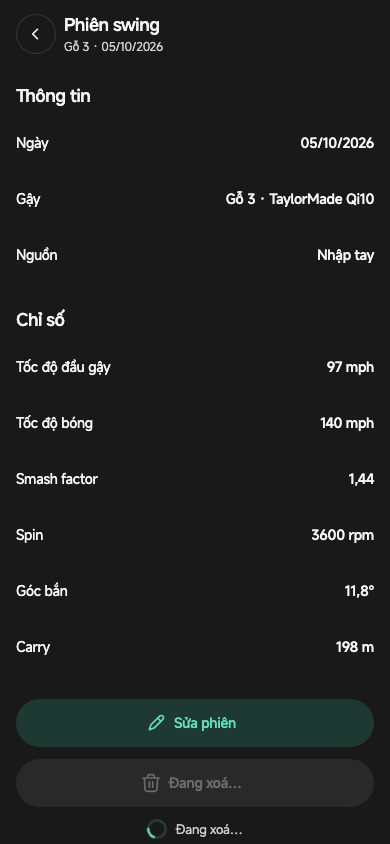 Phiên swing
Gỗ 3 · 05/10/2026
Thông tin
Ngày 05/10/2026
Gậy Gỗ 3 · TaylorMade Qi10
Nguồn Nhập tay
Chỉ số
Tốc độ đầu gậy 97 mph
Tốc độ bóng 140 mph
Smash factor 1,44
Spin 3600 rpm
Góc bắn 11,8°
Carry 198 m
Sửa phiên
Đang xoá...
Đang xoá...